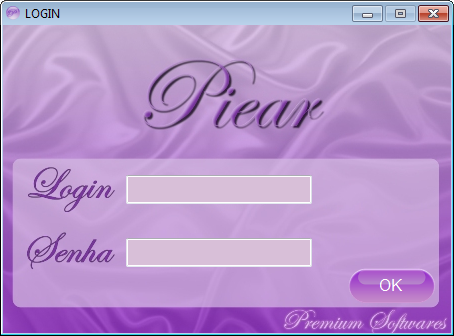 LOGIN
Piear
Login
Senha
OK
Premium Softwares